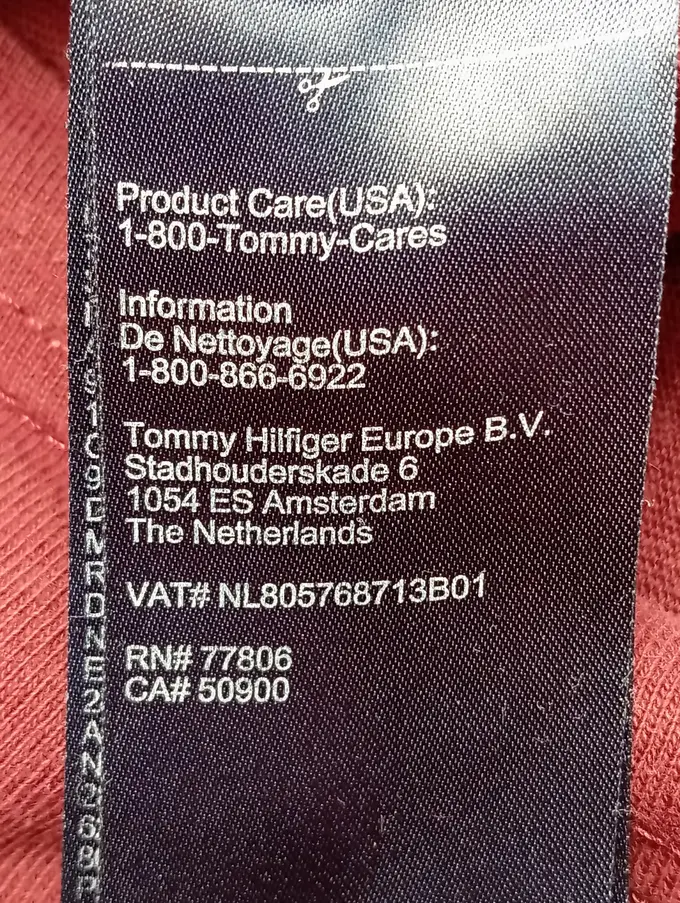 Product Care(USA):
1-800-Tommy-Cares
Information
De Nettoyage(USA):
1-800-866-6922
Tommy Hilfiger Europe B.V.
Stadhouderskade 6
1054 ES Amsterdam
The Netherlands
VAT# NL805768713B01
RN# 77806
CA# 50900